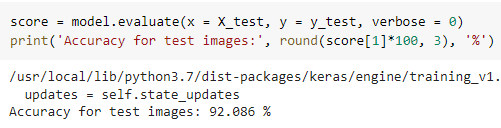 score = model.evaluate(x = X_test, y = y_test, verbose = 0)
print('Accuracy for test images:', round(score[1]*100, 3), '%')
/usr/local/lib/python3.7/dist-packages/keras/engine/training_v1.
updates = self.state_updates
Accuracy for test images: 92.086 %